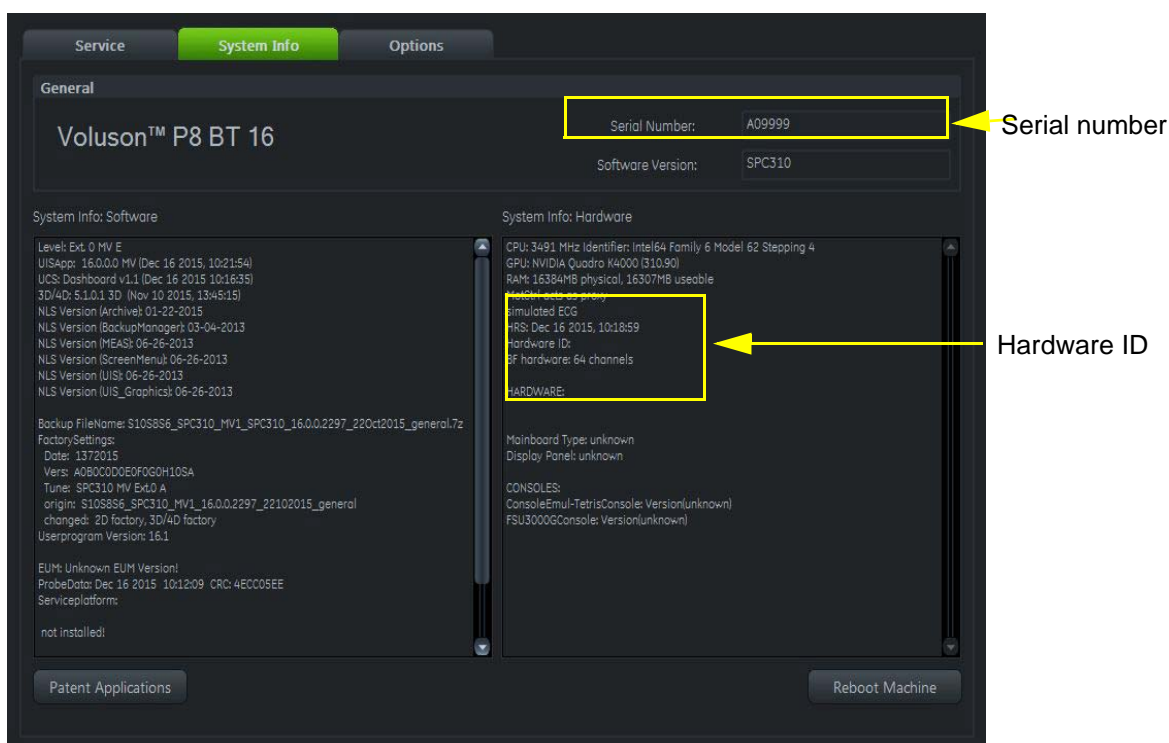 Service
System Info
Options
General
Voluson™ P8 BT 16
Serial Number:
A09999
Serial number
Software Version:
SPC310
System Info: Software
Level: Ext. 0 MV E
UISApp: 16.0.0.0 MV (Dec 16 2015, 10:21:54)
UCS: Dashboard v1.1 (Dec 16 2015 10:16:35)
3D/4D: 5.1.0.1 3D (Nov 10 2015, 13:45:15)
NLS Version (Archive): 01-22-2015
NLS Version (BackupManager): 03-04-2013
NLS Version (MEAS): 06-26-2013
NLS Version (ScreenMenu): 06-26-2013
NLS Version (UIS): 06-26-2013
NLS Version (UIS_Graphics): 06-26-2013
Backup FileName: S10S8S6_SPC310_MV1_SPC310_16.0.0.2297_22Oct2015_general.7z
FactorySettings:
Date: 1372015
Vers: A0B0C0D0E0F0G0H10SA
Tune: SPC310 MV Ext.0 A
origin: S10S8S6_SPC310_MV1_16.0.0.2297_22102015_general
changed: 2D factory, 3D/4D factory
Userprogram Version: 16.1
EUM: Unknown EUM Version!
ProbeData: Dec 16 2015 10:12:09 CRC: 4ECC05EE
Serviceplatform:
not installed!
System Info: Hardware
CPU: 3491 MHz Identifier: Intel64 Family 6 Model 62 Stepping 4
GPU: NVIDIA Quadro K4000 (310.90)
RAM: 16384MB physical, 16307MB useable
MotCtrl acts as proxy
simulated ECG
HRS: Dec 16 2015, 10:18:59
Hardware ID:
BF hardware: 64 channels
HARDWARE:
Hardware ID
Mainboard Type: unknown
Display Panel: unknown
CONSOLES:
ConsoleEmul-TetrisConsole: Version(unknown)
FSU3000GConsole: Version(unknown)
Patent Applications
Reboot Machine